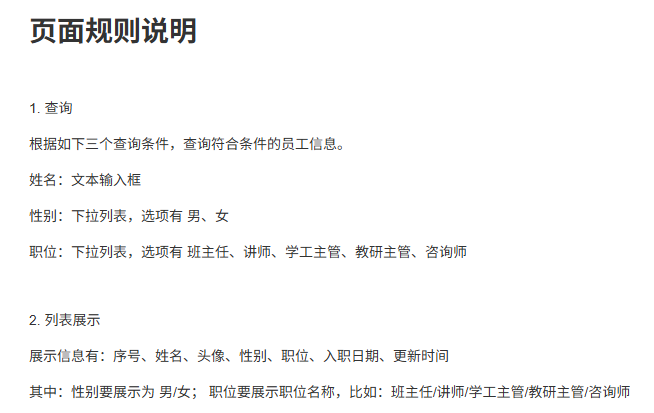 页面规则说明
1. 查询
根据如下三个查询条件，查询符合条件的员工信息。
姓名：文本输入框
性别：下拉列表，选项有 男、女
职位：下拉列表，选项有 班主任、讲师、学工主管、教研主管、咨询师
2. 列表展示
展示信息有：序号、姓名、头像、性别、职位、入职日期、更新时间
其中：性别要展示为 男/女； 职位要展示职位名称，比如：班主任/讲师/学工主管/教研主管/咨询师